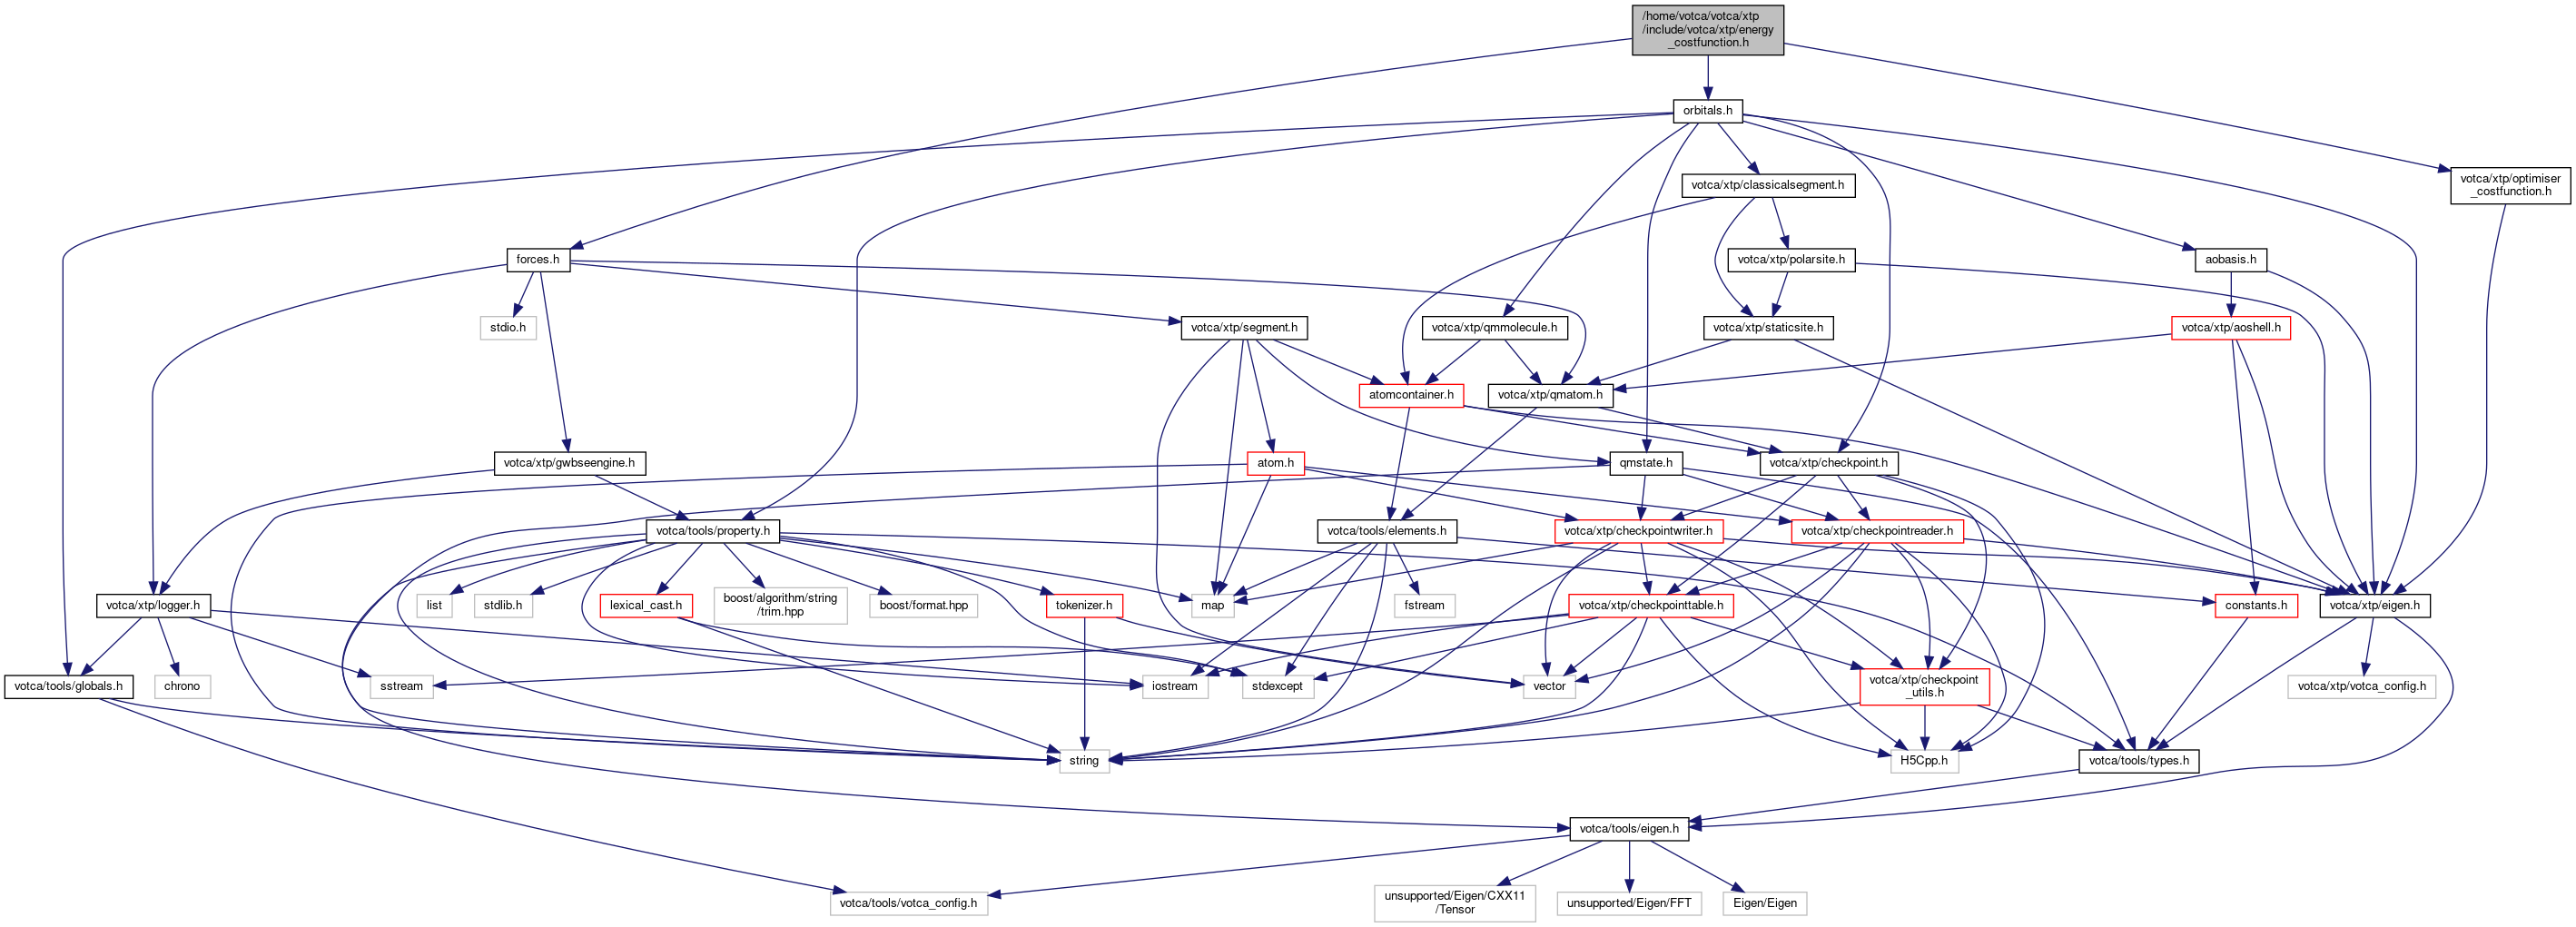 /home/votca/votca/xtp
/include/votca/xtp/energy
_costfunction.h
orbitals.h
votca/xtp/classicalsegment.h
votca/xtp/optimiser
_costfunction.h
forces.h
votca/xtp/polarsite.h
aobasis.h
stdio.h
votca/xtp/segment.h
votca/xtp/qmmolecule.h
votca/xtp/staticsite.h
votca/xtp/aoshell.h
atomcontainer.h
votca/xtp/qmatom.h
votca/xtp/gwbseengine.h
atom.h
qmstate.h
votca/xtp/checkpoint.h
votca/tools/property.h
votca/tools/elements.h
votca/xtp/checkpointwriter.h
votca/xtp/checkpointreader.h
votca/xtp/logger.h
list
stdlib.h
lexical_cast.h
boost/algorithm/string
/trim.hpp
boost/format.hpp
tokenizer.h
map
fstream
votca/xtp/checkpointtable.h
constants.h
votca/xtp/eigen.h
votca/tools/globals.h
chrono
sstream
iostream
stdexcept
vector
votca/xtp/checkpoint
_utils.h
votca/xtp/votca_config.h
string
H5Cpp.h
votca/tools/types.h
votca/tools/eigen.h
votca/tools/votca_config.h
unsupported/Eigen/CXX11
/Tensor
unsupported/Eigen/FFT
Eigen/Eigen